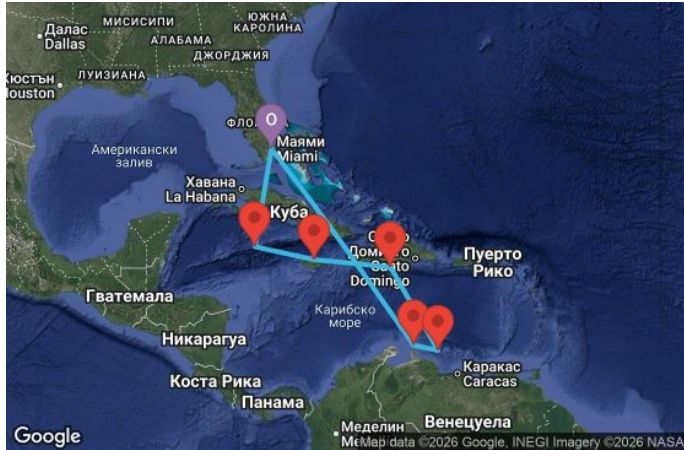 Далас
Dallas
МИСИСИПИ
АЛАБАМА
ДЖОРДЖИЯ
ЮЖНА
КАРОЛИНА
Хюстън
Houston
ЛУИЗИАНА
O
Маями
Miami
Американски
залив
Хавана
La Habana
Куба
Санто
Доминго
Santo
Domingo
Пуерто
Рико
Гватемала
Карибско
море
Никарагуа
Коста Рика
Панама
Каракас
Caracas
Меделин
Венецуела
Google
Map data ©2026 Google, INEGI Imagery ©2026 NASA